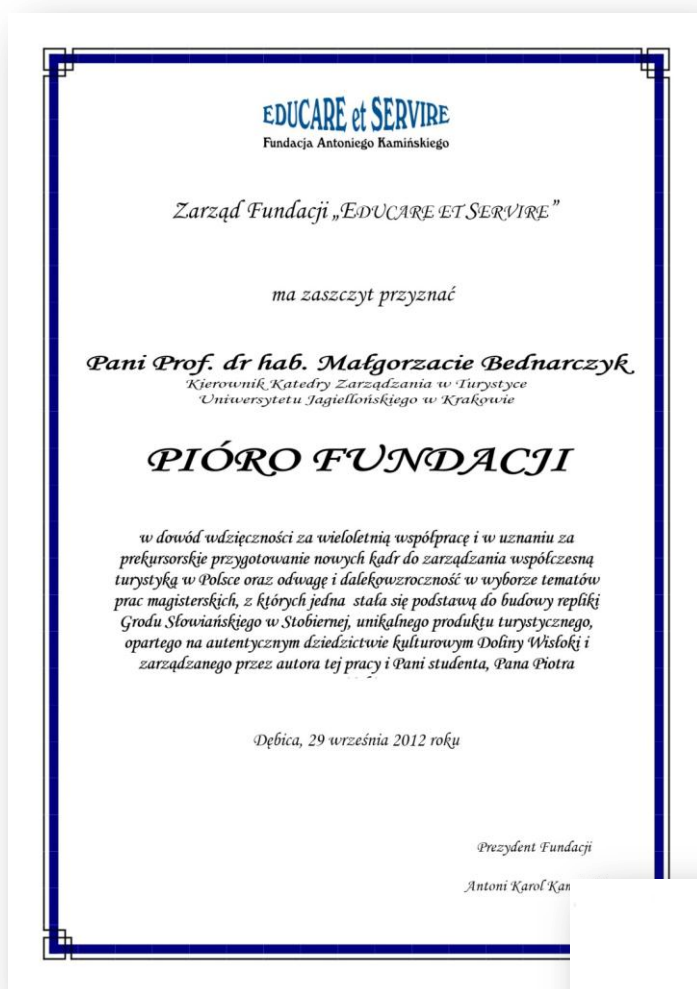 EDUCARE et SERVIRE
Fundacja Antoniego Kamińskiego
Zarząd Fundacji „EDUCARE ET SERVIRE”
ma zaszczyt przyznać
Pani Prof. dr hab. Małgorzacie Bednarczyk
Kierownik Katedry Zarządzania w Turystyce
Uniwersytetu Jagiellońskiego w Krakowie
PIÓRO FUNDACJI
w dowód wdzięczności za wieloletnią współpracę i w uznaniu za
prekursorskie przygotowanie nowych kadr do zarządzania współczesną
turystyką w Polsce oraz odwagę i dalekowzroczność w wyborze tematów
prac magisterskich, z których jedna stała się podstawą do budowy repliki
Grodu Słowiańskiego w Stobiernej, unikalnego produktu turystycznego,
opartego na autentycznym dziedzictwie kulturowym Doliny Wisłoki i
zarządzanego przez autora tej pracy i Pani studenta, Pana Piotra
Dębica, 29 września 2012 roku
Prezydent Fundacji
Antoni Karol